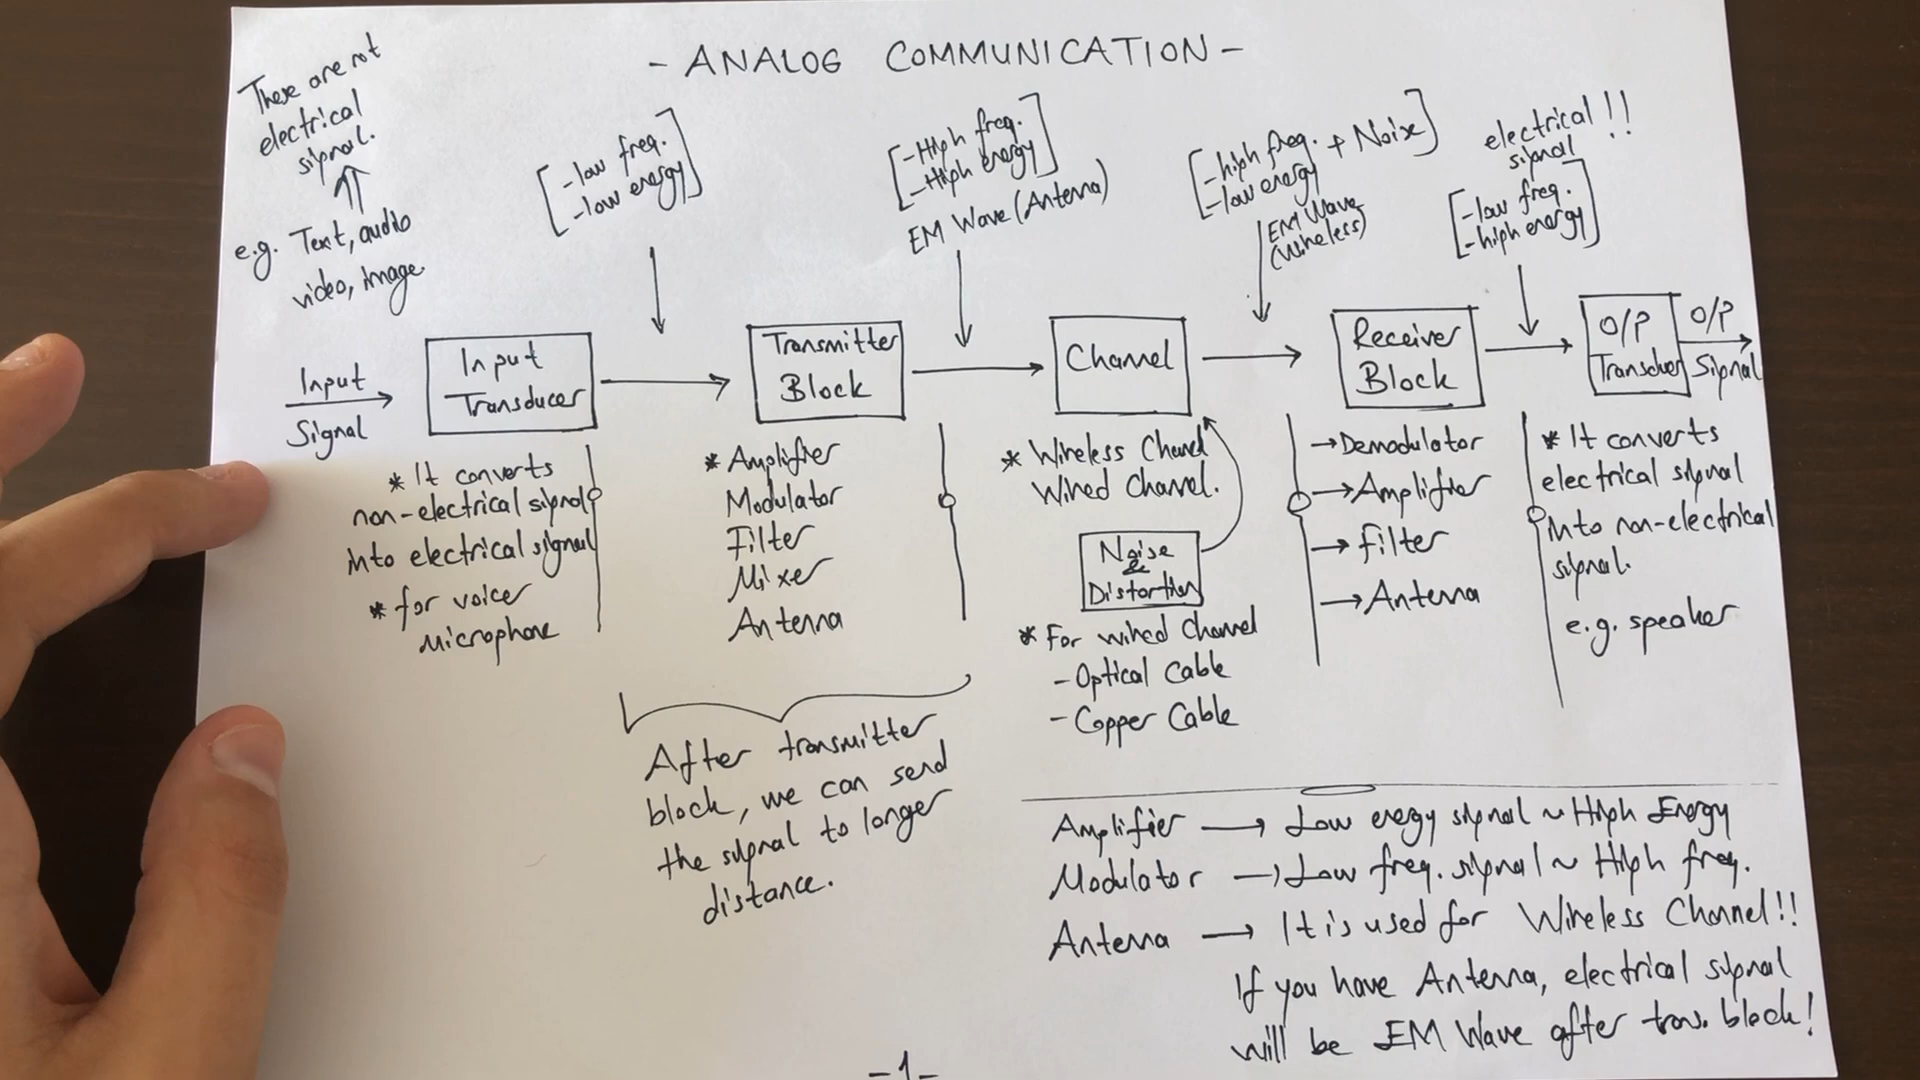 - ANALOG COMMUNICATION -
These are not
electrical
signal.
e.g. Text, audio
video, image.
[-low freq.
-low energy]
[-High freq.
-High energy]
EM Wave (Antenna)
[-high freq. + Noise]
-low energy
EM Wave
(Wireless)
electrical !!
signal
[-low freq.
-high energy]
Input
Signal
Input
Transducer
Transmitter
Block
Channel
Receiver
Block
O/P
Transducer
O/P
Signal
* It converts
non-electrical signal
into electrical signal
* for voice
microphone
* Amplifier
Modulator
Filter
Mixer
Antenna
After transmitter
block, we can send
the signal to longer
distance.
* Wireless Channel
Wired Channel.
Noise
&
Distortion
* For wired Channel
- Optical Cable
- Copper Cable
→ Demodulator
→ Amplifier
→ filter
→ Antenna
* It converts
electrical signal
into non-electrical
signal.
e.g. speaker
Amplifier → Low energy signal ~ High Energy
Modulator → Low freq. signal ~ High freq.
Antenna → It is used for Wireless Channel!!
If you have Antenna, electrical signal
will be EM Wave after trans. block!
-1-